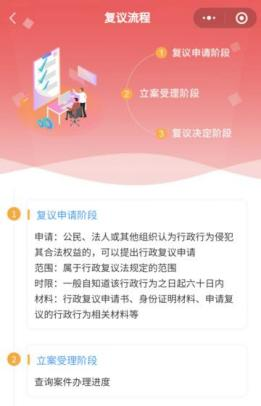 复议流程
1 复议申请阶段
2 立案受理阶段
3 复议决定阶段
1 复议申请阶段
申请：公民、法人或其他组织认为行政行为侵犯
其合法权益的，可以提出行政复议申请
范围：属于行政复议法规定的范围
时限：一般自知道该行政行为之日起六十日内
材料：行政复议申请书、身份证明材料、申请复
议的行政行为相关材料等
2 立案受理阶段
查询案件办理进度